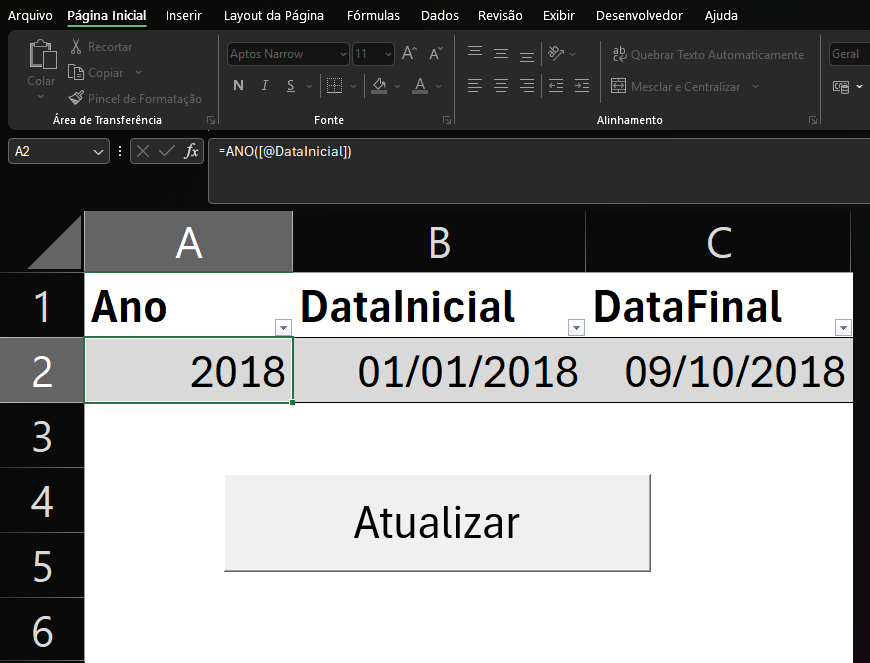 Arquivo Página Inicial Inserir Layout da Página Fórmulas Dados Revisão Exibir Desenvolvedor Ajuda
Colar
Recortar
Copiar
Pincel de Formatação
Área de Transferência
Aptos Narrow 11 A A
N I S A
Fonte
ab Quebrar Texto Automaticamente
Mesclar e Centralizar
Alinhamento
Geral
A2 fx =ANO([@DataInicial])
A B C
1 Ano DataInicial DataFinal
2 2018 01/01/2018 09/10/2018
3
4
Atualizar
5
6